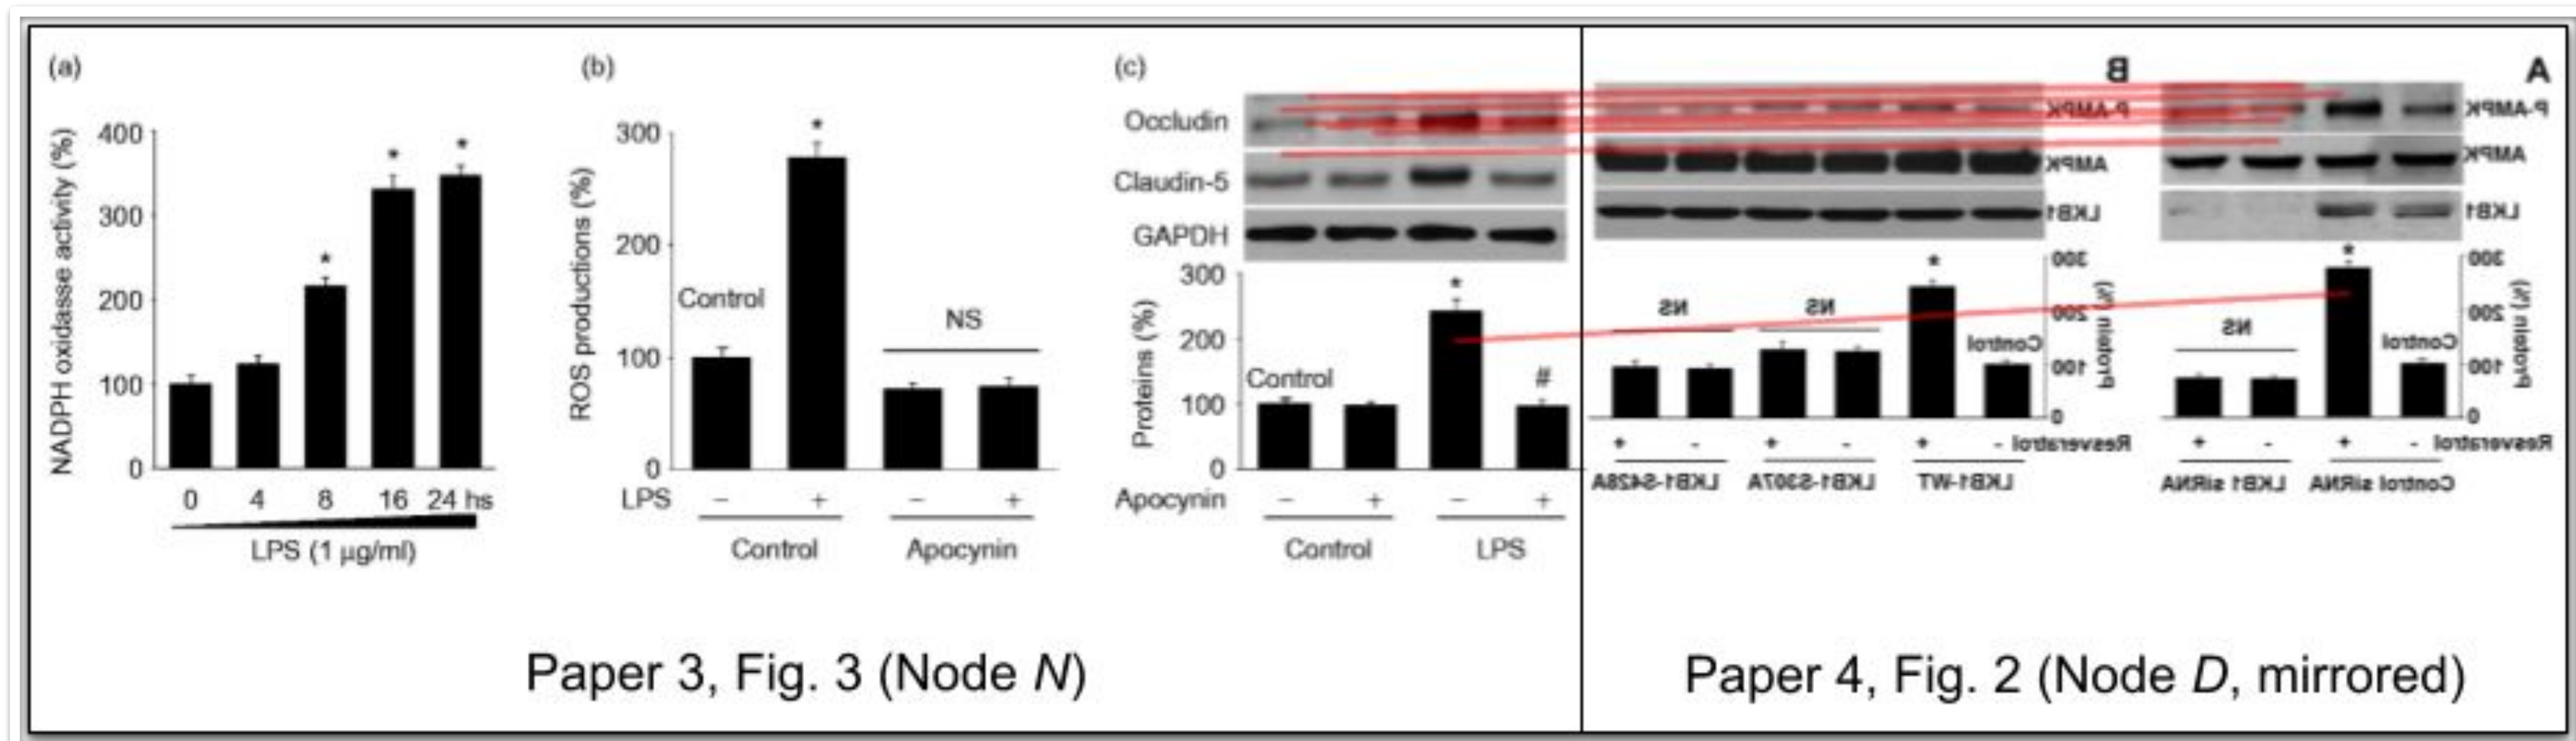 (a)
NADPH oxidasse activity (%)
400
300
200
100
0
*
*
*
0 4 8 16 24 hs
LPS (1 µg/ml)
(b)
ROS productions (%)
300
200
100
0
Control
*
NS
LPS − + − +
Control Apocynin
(c)
Occludin
Claudin-5
GAPDH
Proteins (%)
300
200
100
0
Control
*
#
Apocynin − + − +
Control LPS
B
P-AMPK
AMPK
LKB1
NS
NS
*
Control
300
200
100
0
Protein (%)
+ - + - + - Resveratrol
LKB1-S428A LKB1-S307A LKB1-WT
A
P-AMPK
AMPK
LKB1
NS
*
Control
300
200
100
0
Protein (%)
+ - + - Resveratrol
LKB1 siRNA Control siRNA
Paper 3, Fig. 3 (Node N)
Paper 4, Fig. 2 (Node D, mirrored)